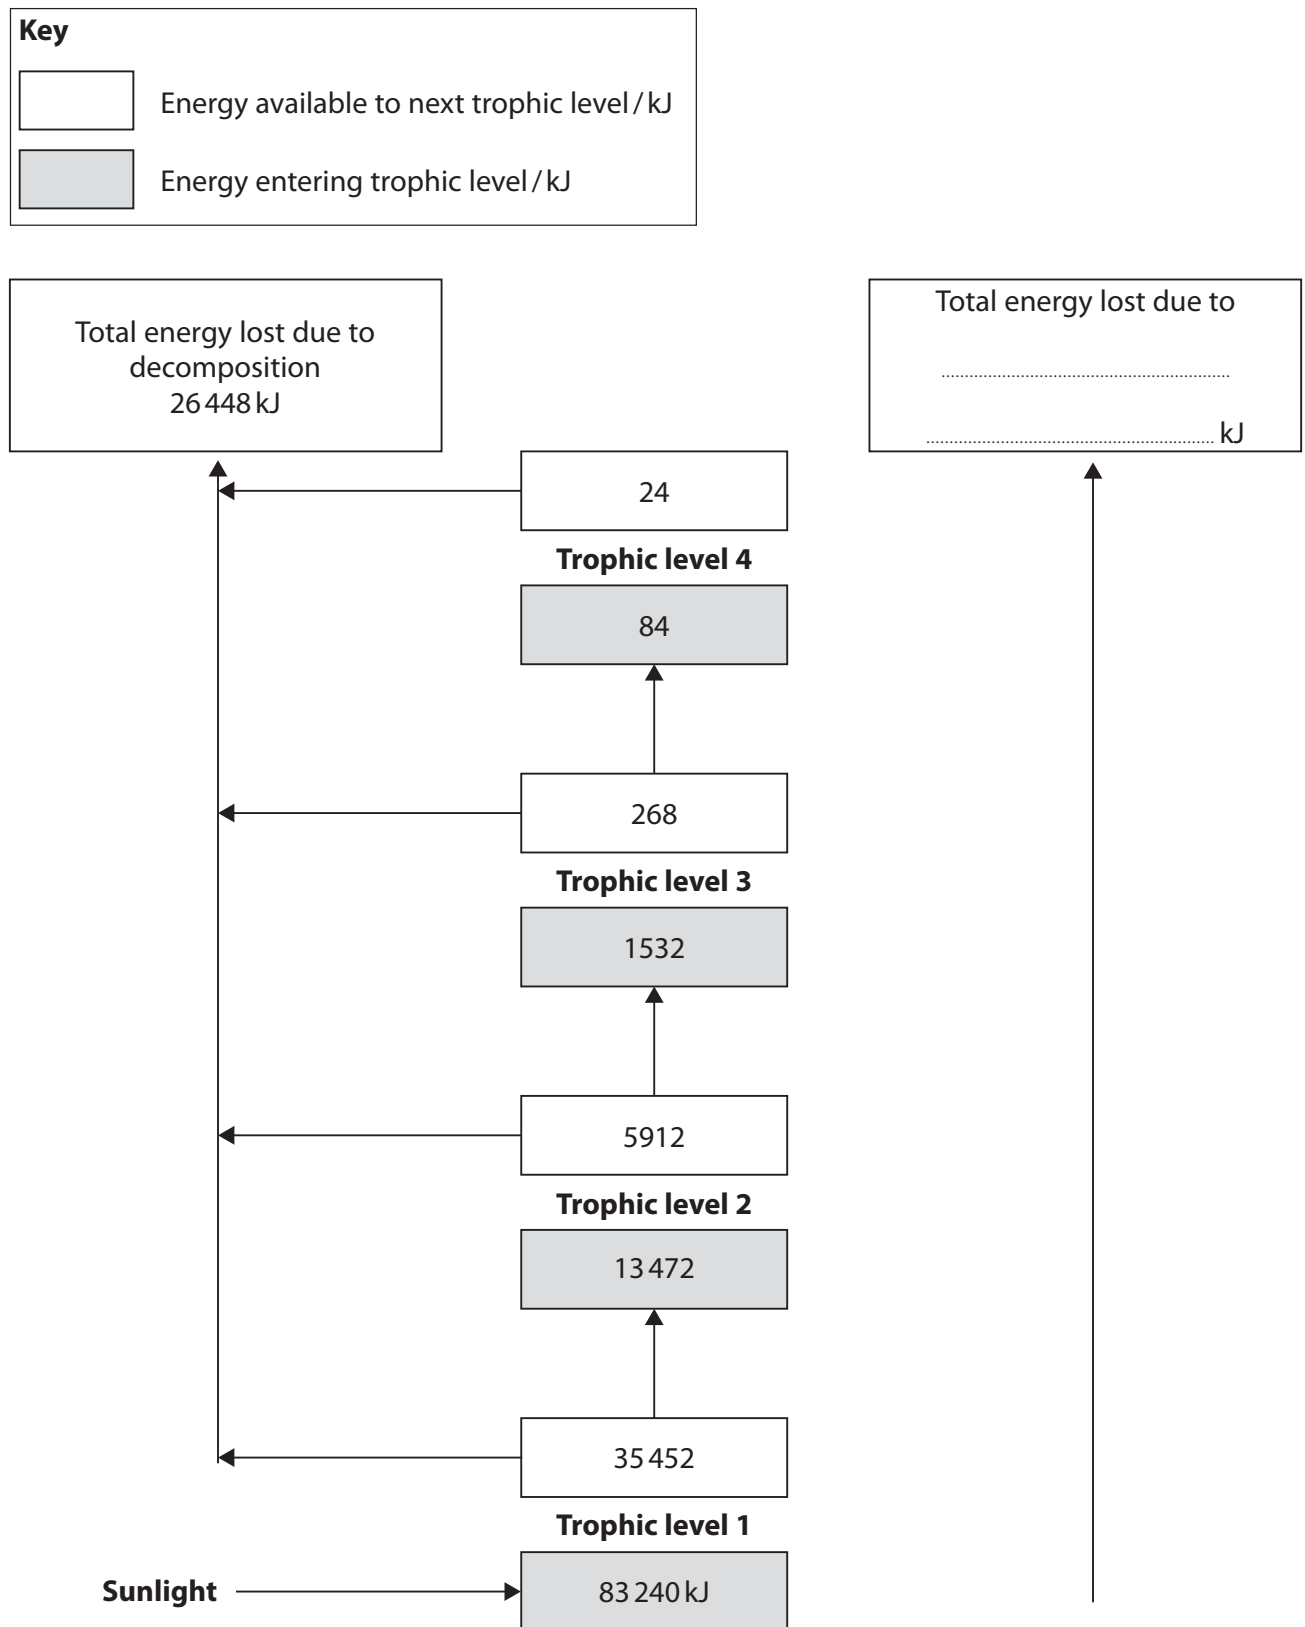 Key
Energy available to next trophic level / kJ
Energy entering trophic level / kJ
Total energy lost due to
decomposition
26 448 kJ
Total energy lost due to
........................................................
........................................................ kJ
24
Trophic level 4
84
268
Trophic level 3
1532
5912
Trophic level 2
13 472
35 452
Trophic level 1
Sunlight
83 240 kJ